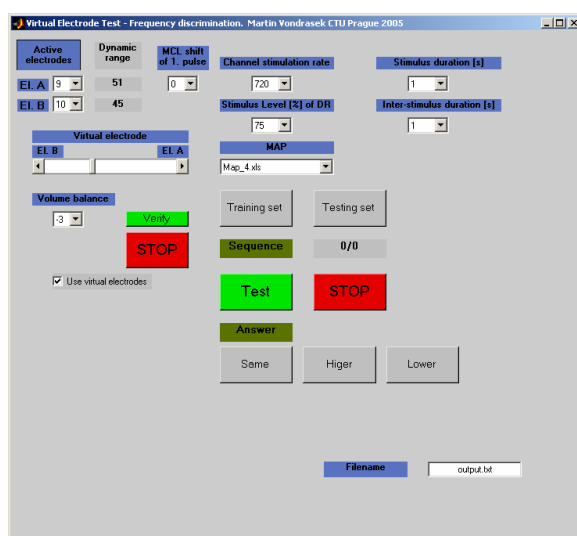 Virtual Electrode Test - Frequency discrimination. Martin Vondrasek CTU Prague 2005
Active electrodes
Dynamic range
MCL shift of 1. pulse
El. A 9 51 0
El. B 10 45
Channel stimulation rate
720
Stimulus duration [s]
1
Stimulus Level [%] of DR
75
Inter-stimulus duration [s]
1
Virtual electrode
El. B El. A
MAP
Map_4.xls
Volume balance
-3 Verify
STOP
Use virtual electrodes
Training set Testing set
Sequence 0/0
Test STOP
Answer
Same Higer Lower
Filename output.txt